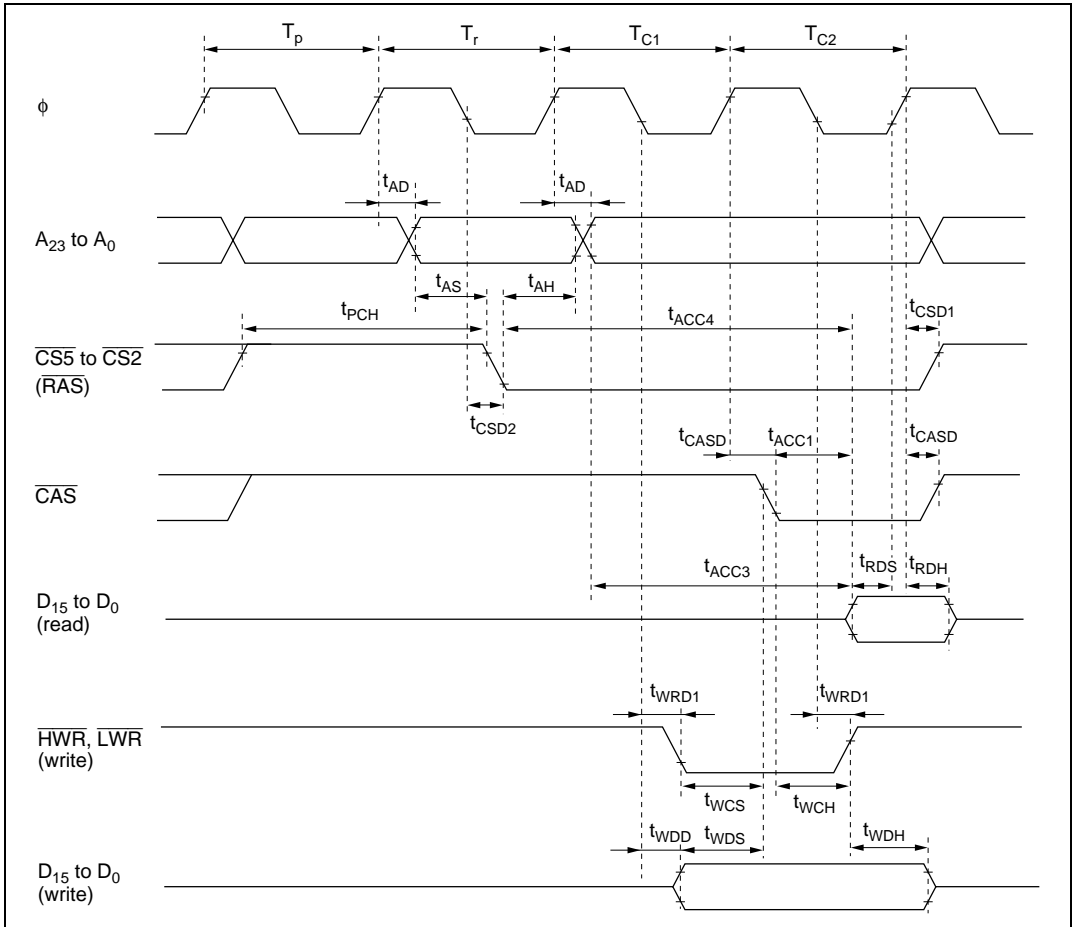 Tp Tr TC1 TC2
ϕ
tAD tAD
A23 to A0
tAS tAH
tPCH tACC4 tCSD1
CS5 to CS2
(RAS)
tCSD2
tCASD tACC1 tCASD
CAS
tACC3 tRDS tRDH
D15 to D0
(read)
tWRD1 tWRD1
HWR, LWR
(write)
tWCS tWCH
tWDD tWDS tWDH
D15 to D0
(write)